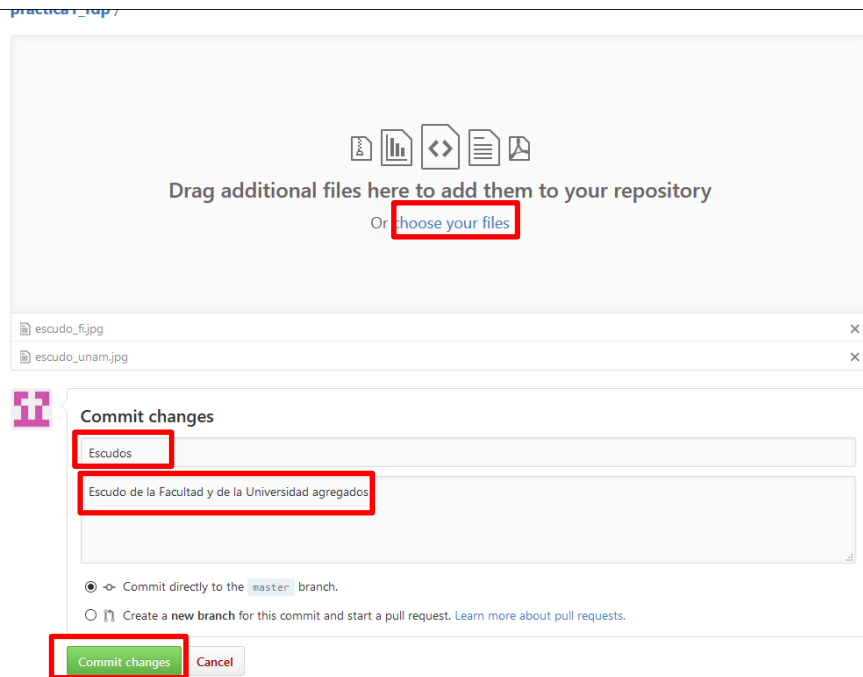 practica1_fdp /
Drag additional files here to add them to your repository
Or choose your files
escudo_fi.jpg
escudo_unam.jpg
Commit changes
Escudos
Escudo de la Facultad y de la Universidad agregados
Commit directly to the master branch.
Create a new branch for this commit and start a pull request. Learn more about pull requests.
Commit changes Cancel